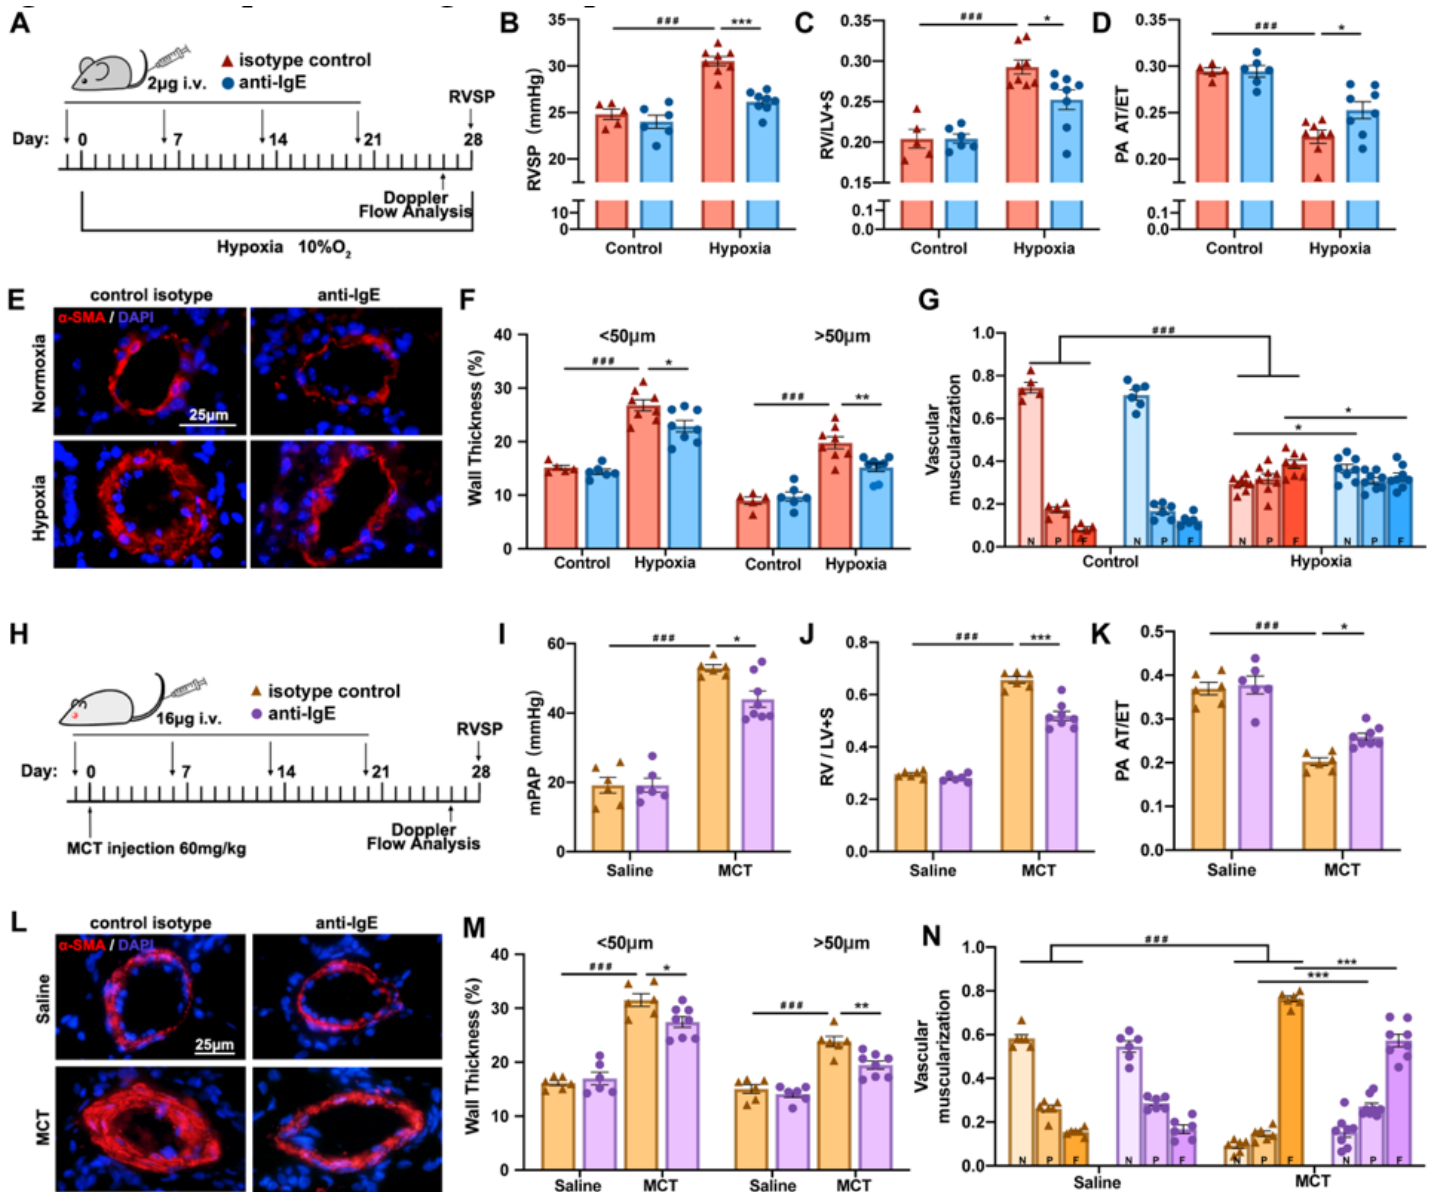 A
2μg i.v.
isotype control
anti-IgE
RVSP
Day: 0 7 14 21 28
Doppler
Flow Analysis
Hypoxia 10%O2
B
RVSP (mmHg)
35
30
25
20
10
0
### ***
Control Hypoxia
C
RV/LV+S
0.35
0.30
0.25
0.20
0.15
0.1
0.0
### *
Control Hypoxia
D
PA AT/ET
0.35
0.30
0.25
0.20
0.1
0.0
### *
Control Hypoxia
E
control isotype anti-IgE
α-SMA / DAPI
Normoxia
25μm
Hypoxia
F
Wall Thickness (%)
<50μm >50μm
40
30
20
10
0
### * ### **
Control Hypoxia Control Hypoxia
G
Vascular
muscularization
1.0
0.8
0.6
0.4
0.2
0.0
###
*
*
N P F N P F N P F N P F
Control Hypoxia
H
16μg i.v.
isotype control
anti-IgE
RVSP
Day: 0 7 14 21 28
MCT injection 60mg/kg
Doppler
Flow Analysis
I
mPAP (mmHg)
60
40
20
0
### *
Saline MCT
J
RV / LV+S
0.8
0.6
0.4
0.2
0.0
### ***
Saline MCT
K
PA AT/ET
0.5
0.4
0.3
0.2
0.1
0.0
### *
Saline MCT
L
control isotype anti-IgE
α-SMA / DAPI
Saline
25μm
MCT
M
Wall Thickness (%)
<50μm >50μm
40
30
20
10
0
### * ### **
Saline MCT Saline MCT
N
Vascular
muscularization
1.0
0.8
0.6
0.4
0.2
0.0
###
***
***
N P F N P F N P F N P F
Saline MCT